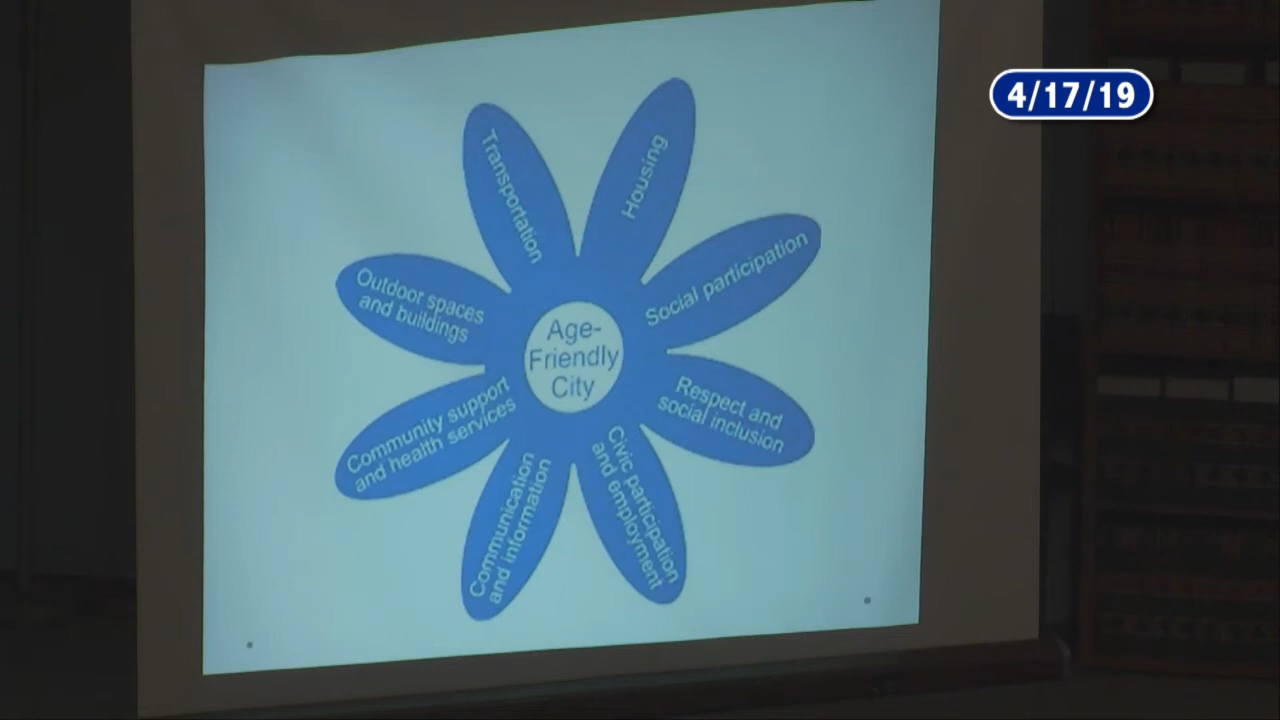 4/17/19
Transportation
Housing
Social participation
Outdoor spaces
and buildings
Age-
Friendly
City
Respect and
social inclusion
Community support
and health services
Communication
and information
Civic participation
and employment